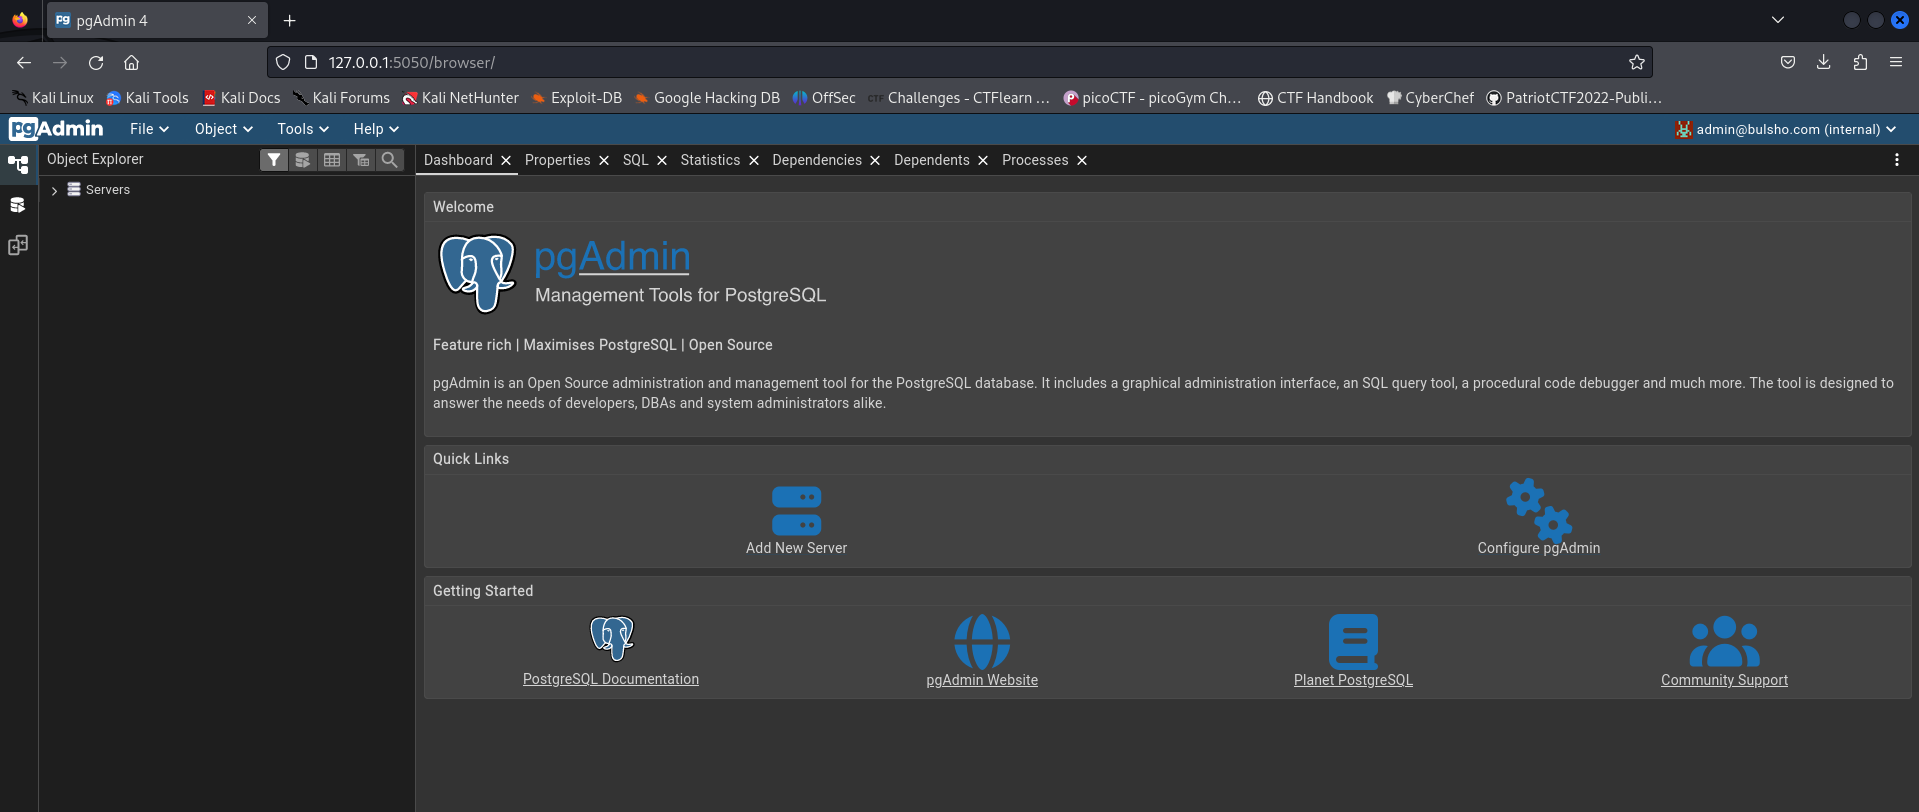 pgAdmin 4
127.0.0.1:5050/browser/
Kali Linux Kali Tools Kali Docs Kali Forums Kali NetHunter Exploit-DB Google Hacking DB OffSec CTF Challenges - CTFlearn ... picoCTF - picoGym Ch... CTF Handbook CyberChef PatriotCTF2022-Publi...
pgAdmin File Object Tools Help admin@bulsho.com (internal)
Object Explorer Dashboard Properties SQL Statistics Dependencies Dependents Processes
Servers
Welcome
pgAdmin
Management Tools for PostgreSQL
Feature rich | Maximises PostgreSQL | Open Source
pgAdmin is an Open Source administration and management tool for the PostgreSQL database. It includes a graphical administration interface, an SQL query tool, a procedural code debugger and much more. The tool is designed to
answer the needs of developers, DBAs and system administrators alike.
Quick Links
Add New Server Configure pgAdmin
Getting Started
PostgreSQL Documentation pgAdmin Website Planet PostgreSQL Community Support